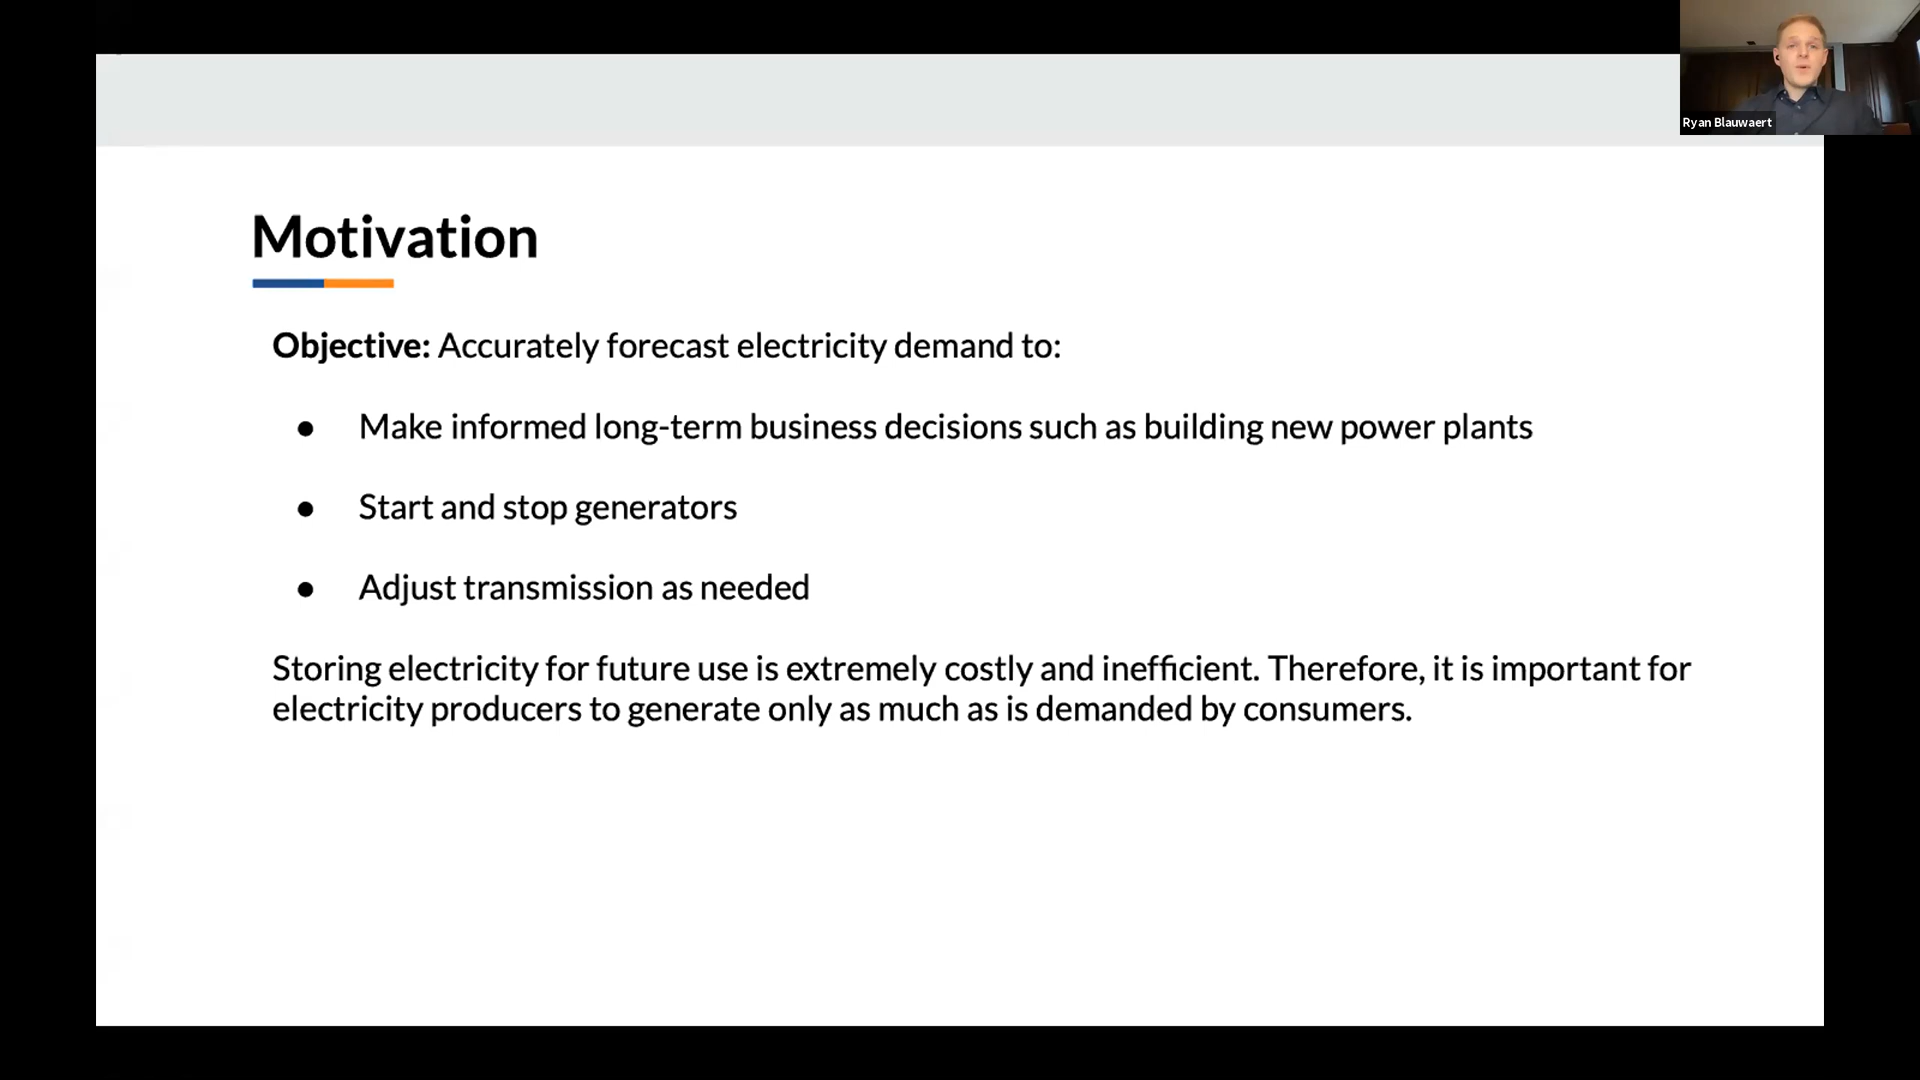 Ryan Blauwaert
Motivation
Objective: Accurately forecast electricity demand to:
● Make informed long-term business decisions such as building new power plants
● Start and stop generators
● Adjust transmission as needed
Storing electricity for future use is extremely costly and inefficient. Therefore, it is important for
electricity producers to generate only as much as is demanded by consumers.